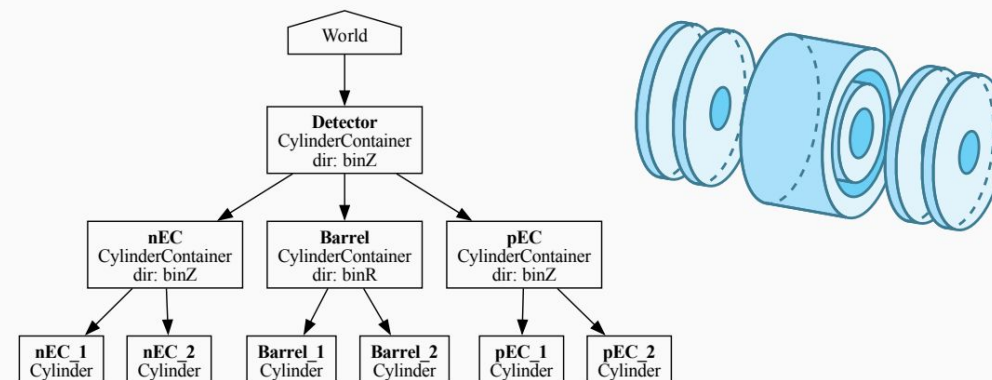 World
Detector
CylinderContainer
dir: binZ
nEC
CylinderContainer
dir: binZ
Barrel
CylinderContainer
dir: binR
pEC
CylinderContainer
dir: binZ
nEC_1
Cylinder
nEC_2
Cylinder
Barrel_1
Cylinder
Barrel_2
Cylinder
pEC_1
Cylinder
pEC_2
Cylinder